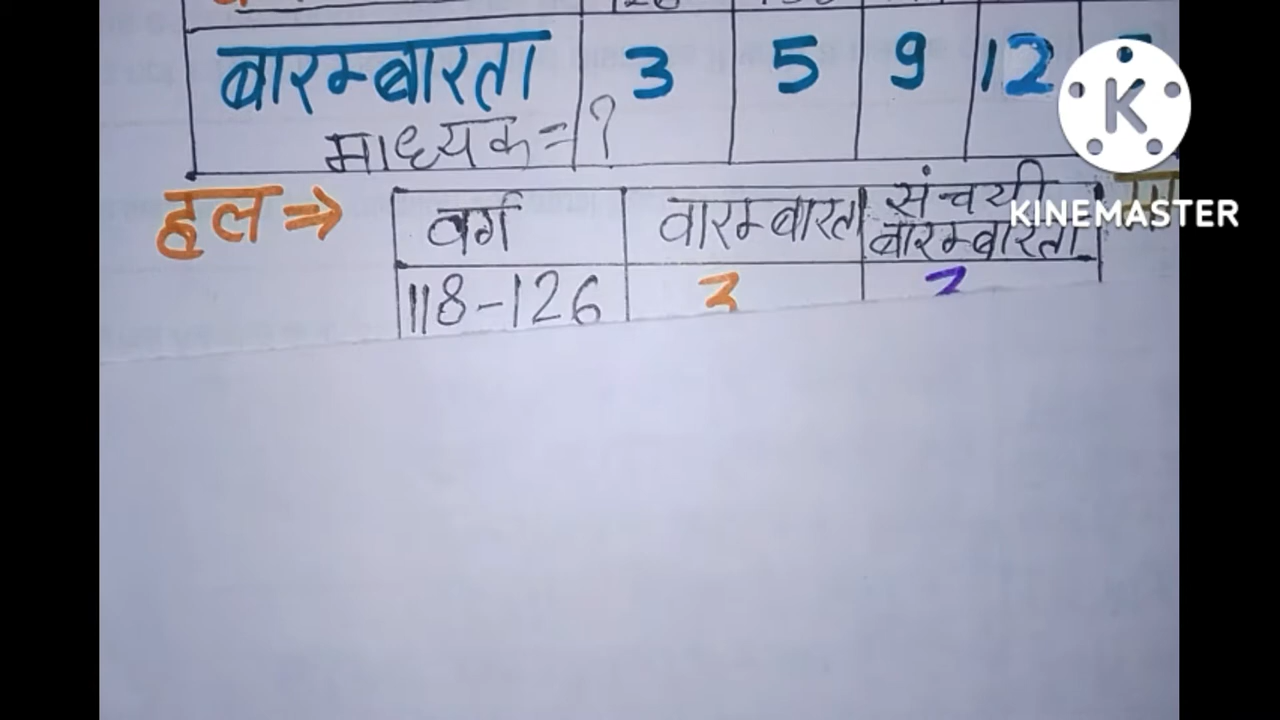 बारम्बारता 3 5 9 12
माध्यक = ?
हल ⇒
वर्ग बारम्बारता संचयी बारम्बारता
118-126 3 3
K
KINEMASTER